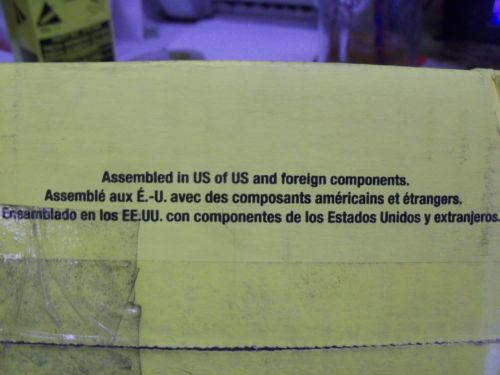 Assembled in US of US and foreign components.
Assemblé aux É.-U. avec des composants américains et étrangers.
Ensamblado en los EE.UU. con componentes de los Estados Unidos y extranjeros.